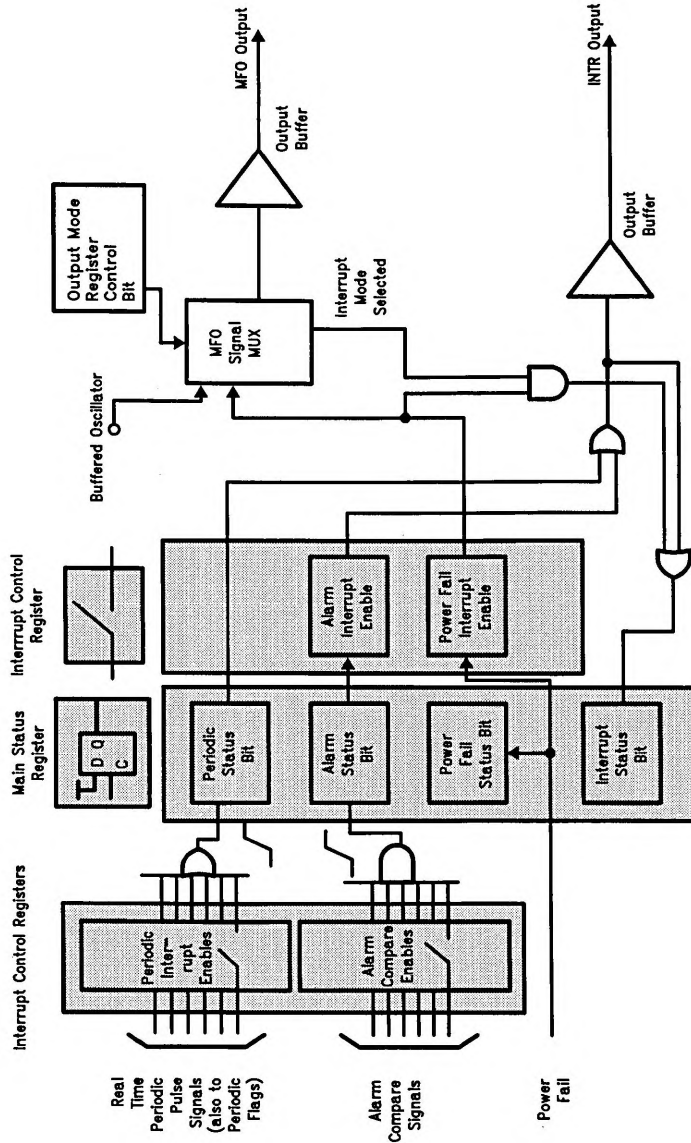 Interrupt Control Registers
Main Status
Register
Interrrupt Control
Register
D Q
C
Buffered Oscillator
Output Mode
Register
Control
Bit
MFO
Signal
MUX
MFO Output
Output
Buffer
Interrupt
Mode
Selected
Real
Time
Periodic
Pulse
Signals
(also to
Periodic
Flags)
Periodic
Inter-
rupt
Enables
Periodic
Status
Bit
Alarm
Compare
Signals
Alarm
Compare
Enables
Alarm
Status
Bit
Alarm
Interrupt
Enable
Power
Fail
Status Bit
Power Fail
Interrupt
Enable
Power
Fail
Interrupt
Status
Bit
Output
Buffer
INTR Output